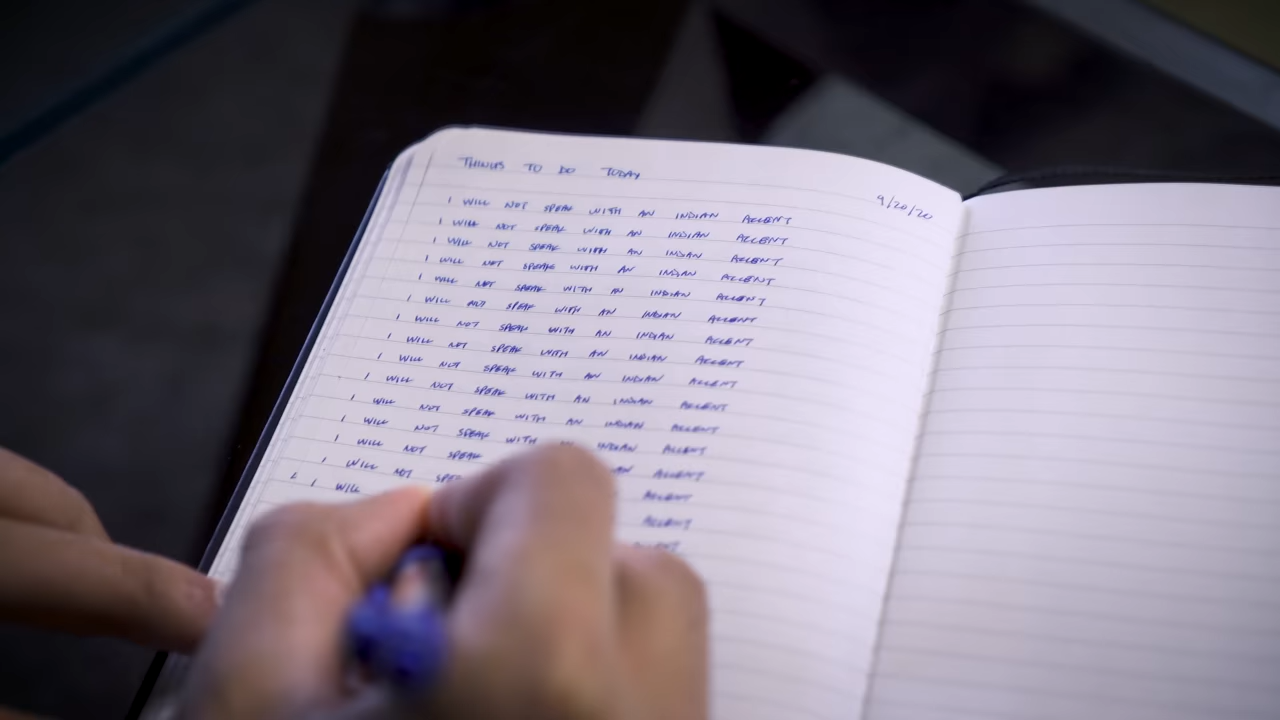 THINGS TO DO TODAY
9/20/20
I WILL NOT SPEAK WITH AN INDIAN ACCENT
I WILL NOT SPEAK WITH AN INDIAN ACCENT
I WILL NOT SPEAK WITH AN INDIAN ACCENT
I WILL NOT SPEAK WITH AN INDIAN ACCENT
I WILL NOT SPEAK WITH AN INDIAN ACCENT
I WILL NOT SPEAK WITH AN INDIAN ACCENT
I WILL NOT SPEAK WITH AN INDIAN ACCENT
I WILL NOT SPEAK WITH AN INDIAN ACCENT
I WILL NOT SPEAK WITH AN INDIAN ACCENT
I WILL NOT SPEAK WITH AN INDIAN ACCENT
I WILL NOT SPEAK WITH AN INDIAN ACCENT
I WILL NOT SPEAK WITH AN INDIAN ACCENT
I WILL NOT SPEAK ACCENT
I WILL NOT ACCENT
I WILL ACCENT